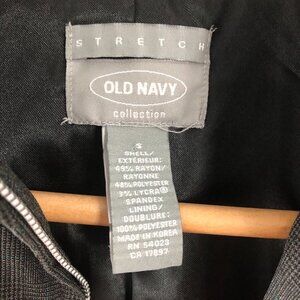 STRETCH
OLD NAVY
collection
S
SHELL/
EXTÉRIEUR:
49% RAYON/
RAYONNE
48% POLYESTER
3% LYCRA®
SPANDEX
LINING/
DOUBLURE:
100% POLYESTER
MADE IN KOREA
RN 54023
CA 17897